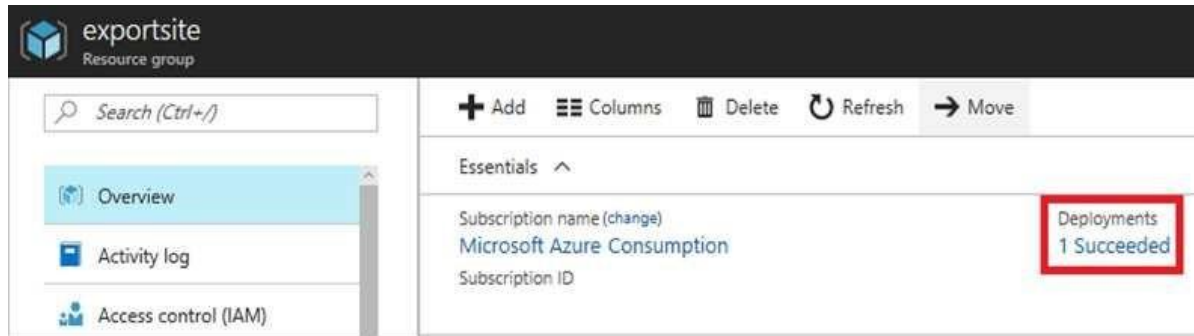 exportsite
Resource group
Search (Ctrl+/)
Overview
Activity log
Access control (IAM)
Add Columns Delete Refresh Move
Essentials
Subscription name (change)
Microsoft Azure Consumption
Subscription ID
Deployments
1 Succeeded